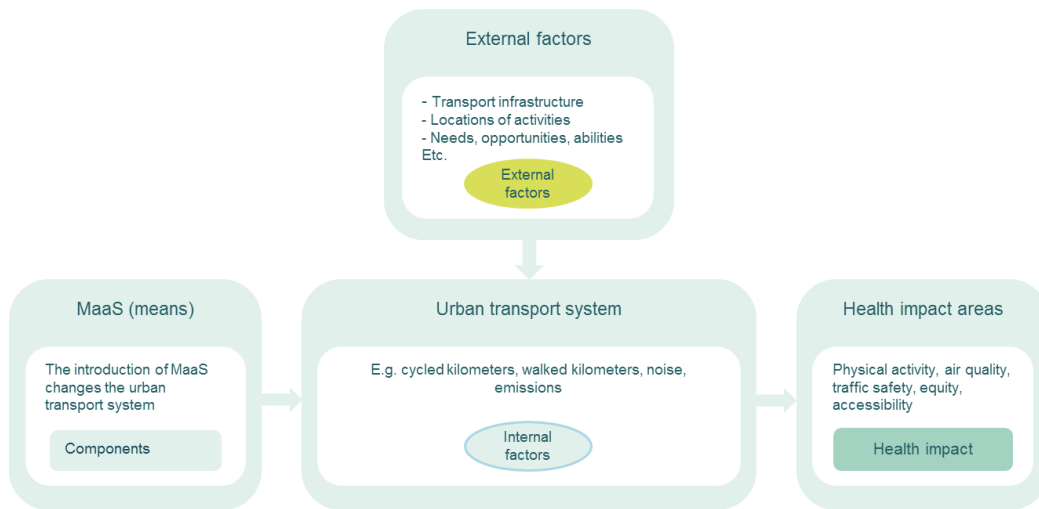 External factors
- Transport infrastructure
- Locations of activities
- Needs, opportunities, abilities
Etc.
External
factors
MaaS (means)
The introduction of MaaS
changes the urban
transport system
Components
Urban transport system
E.g. cycled kilometers, walked kilometers, noise,
emissions
Internal
factors
Health impact areas
Physical activity, air quality,
traffic safety, equity,
accessibility
Health impact